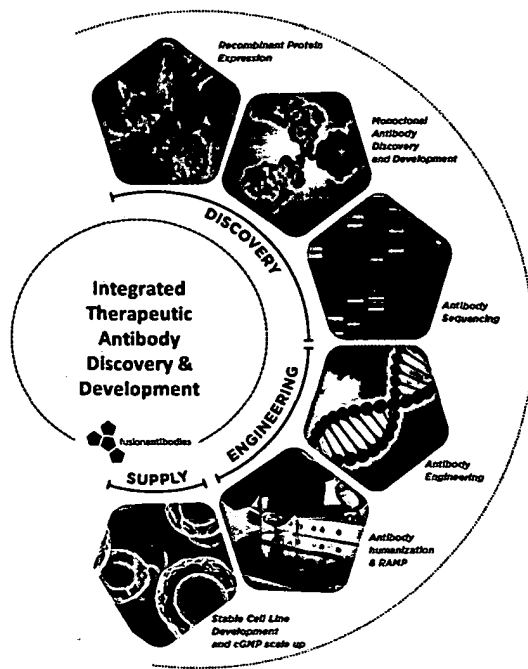 Recombinant Protein
Expression
Monoclonal
Antibody
Discovery
and Development
DISCOVERY
Integrated
Therapeutic
Antibody
Discovery &
Development
Antibody
Sequencing
ENGINEERING
fusionantibodies
Antibody
Engineering
SUPPLY
Antibody
humanization
& RAMP
Stable Cell Line
Development
and cGMP scale up